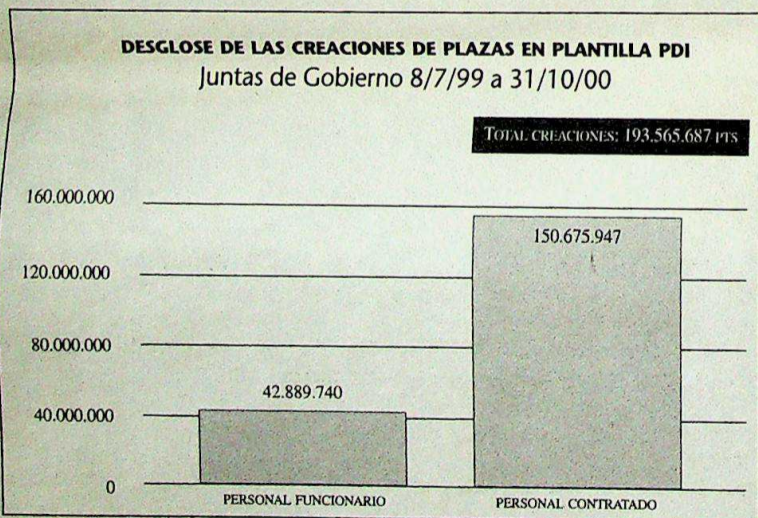 DESGLOSE DE LAS CREACIONES DE PLAZAS EN PLANTILLA PDI
Juntas de Gobierno 8/7/99 a 31/10/00
TOTAL CREACIONES: 193.565.687 PTS
160.000.000
150.675.947
120.000.000
80.000.000
42.889.740
40.000.000
0
PERSONAL FUNCIONARIO
PERSONAL CONTRATADO